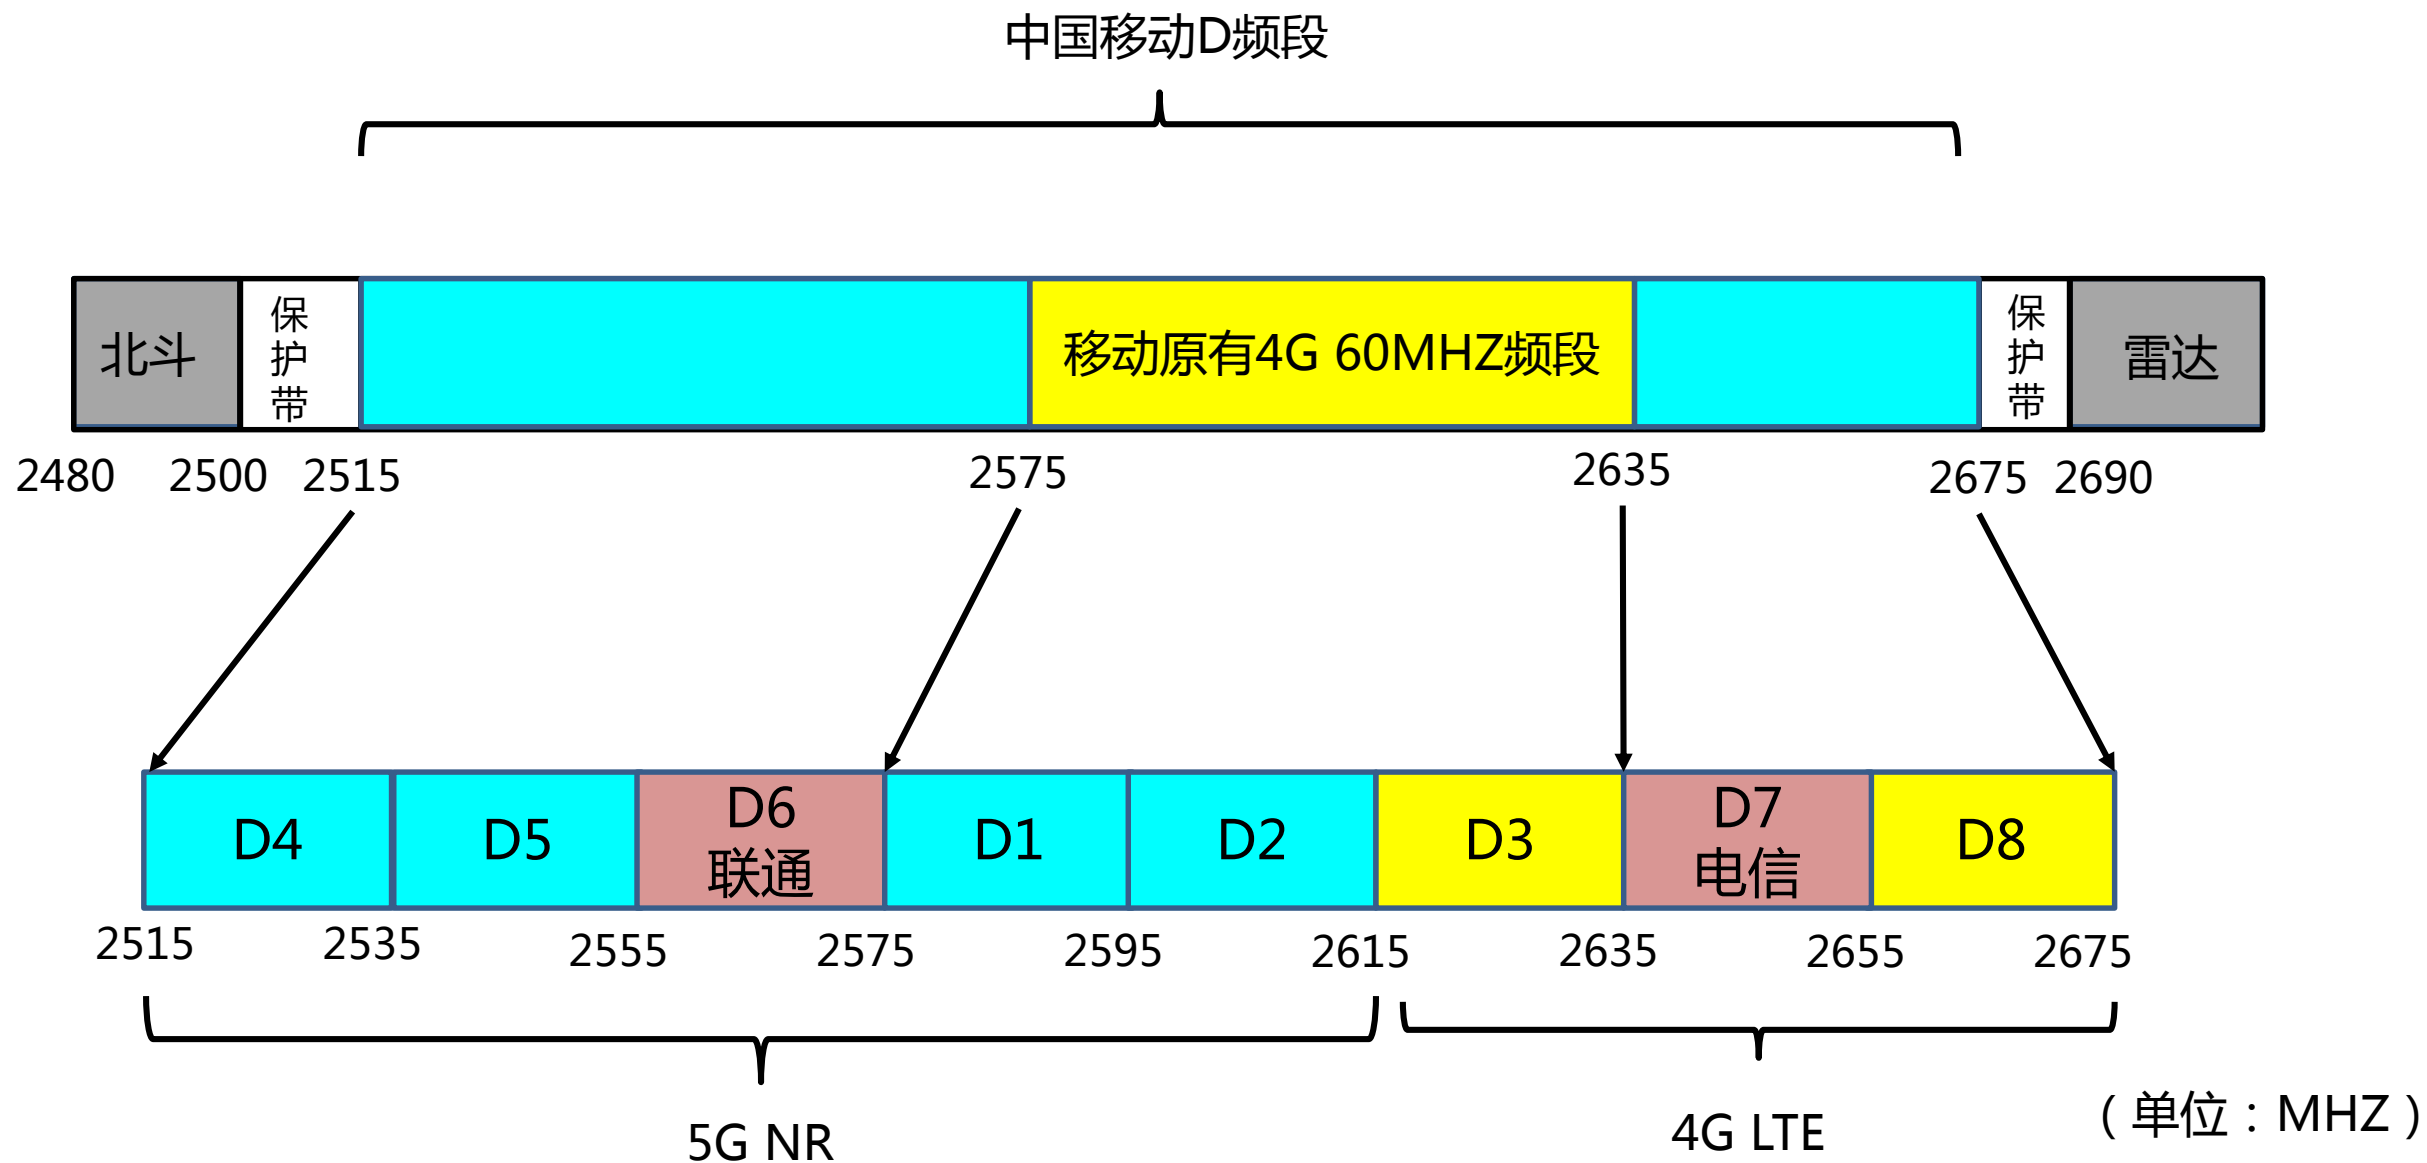 中国移动D频段
北斗
保
护
带
移动原有4G 60MHZ频段
保
护
带
雷达
2480
2500
2515
2575
2635
2675
2690
D4
D5
D6
联通
D1
D2
D3
D7
电信
D8
2515
2535
2555
2575
2595
2615
2635
2655
2675
5G NR
4G LTE
（单位：MHZ）